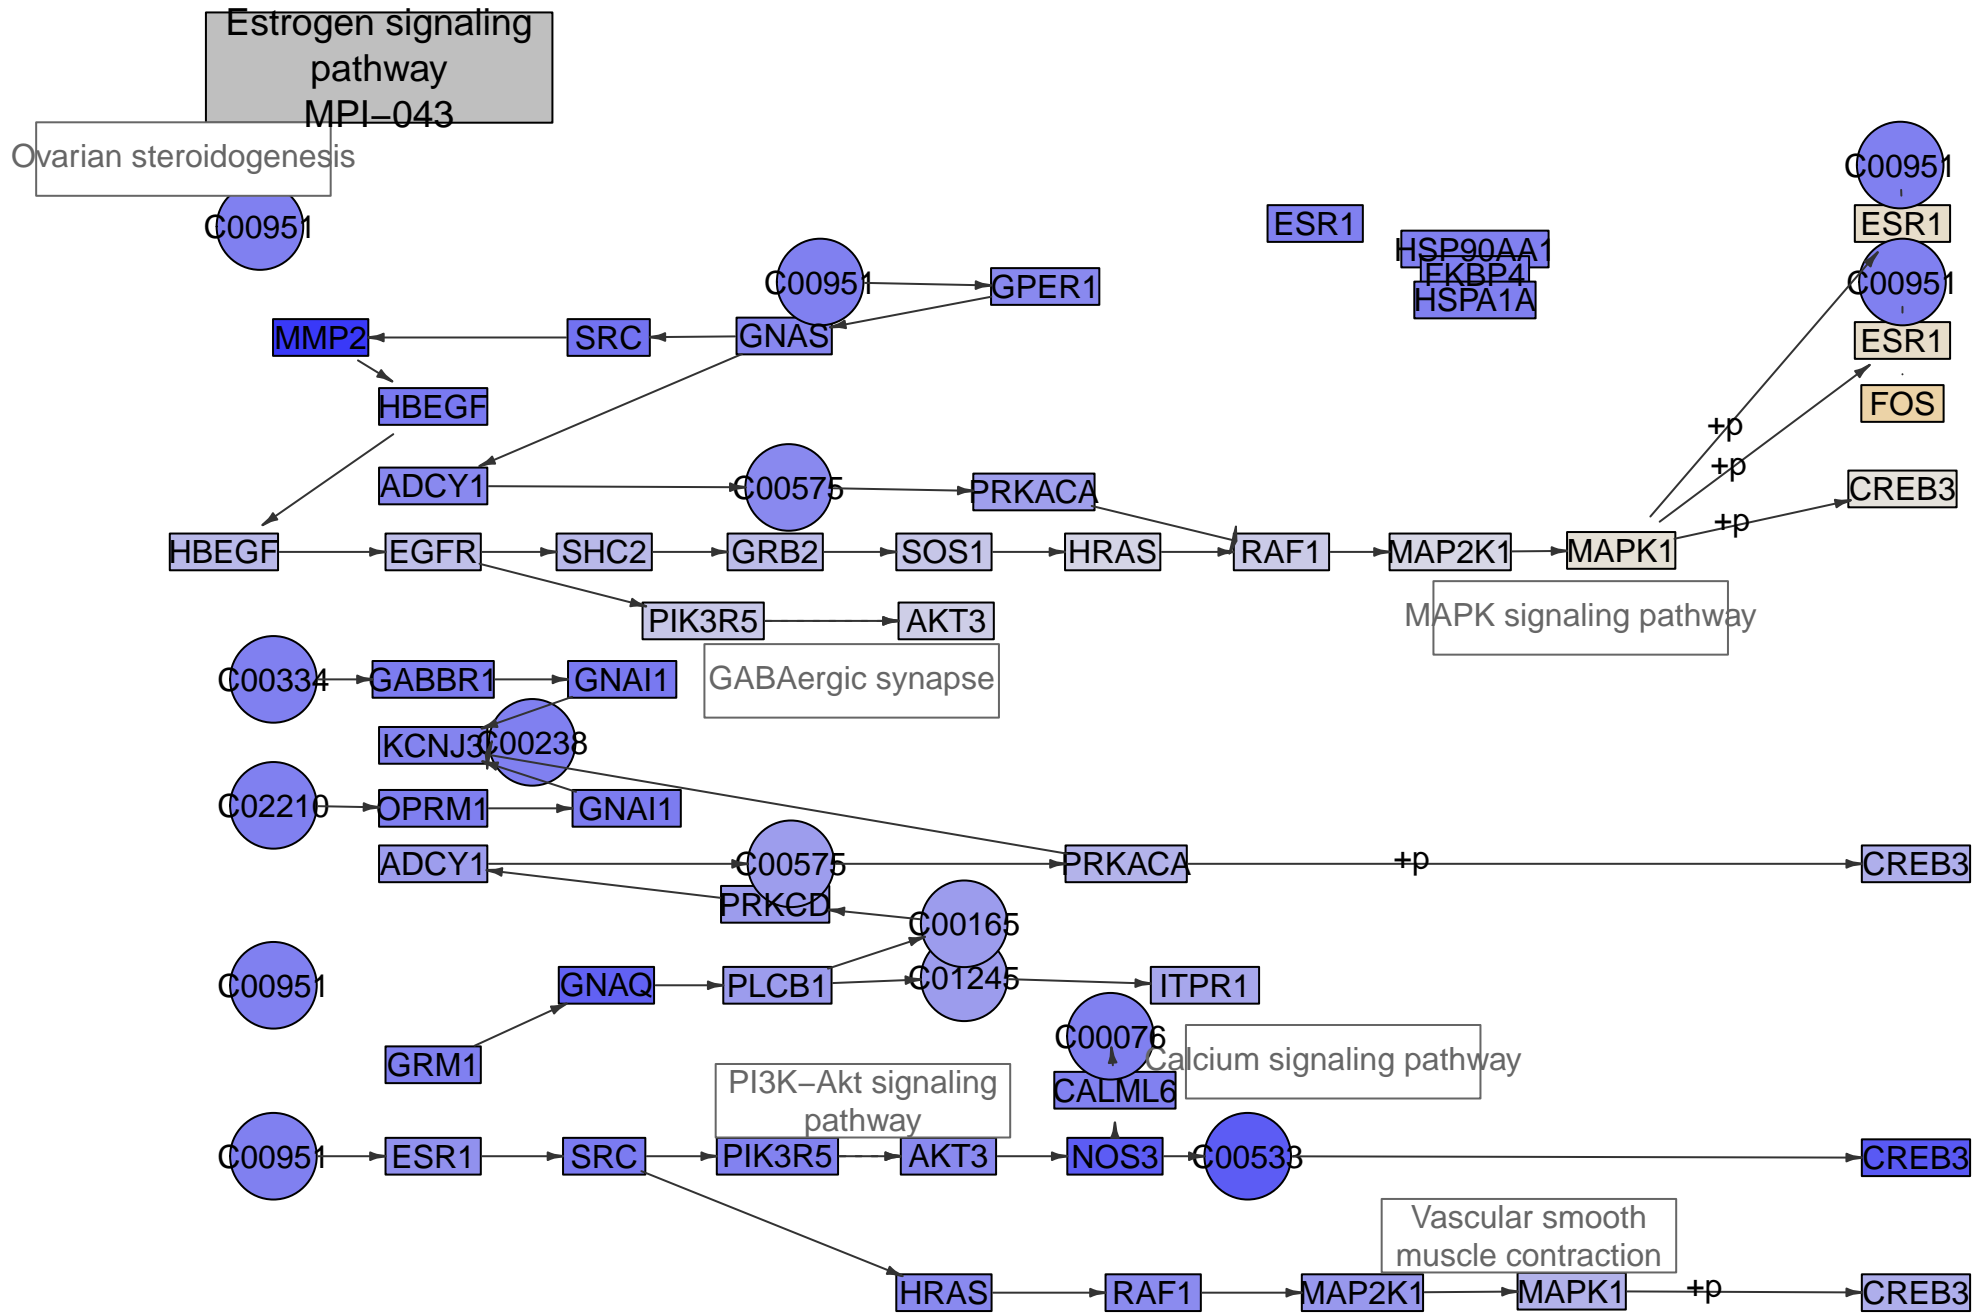 Estrogen signaling
pathway
MPI−043
Ovarian steroidogenesis
C00951
C00951
ESR1
ESR1
C00951
HSP90AA1
FKBP4
HSPA1A
C00951
GPER1
C00951
MMP2
SRC
GNAS
ESR1
HBEGF
FOS
+p
+p
ADCY1
C00575
PRKACA
CREB3
+p
HBEGF
EGFR
SHC2
GRB2
SOS1
HRAS
RAF1
MAP2K1
MAPK1
PIK3R5
AKT3
MAPK signaling pathway
C00334
GABBR1
GNAI1
GABAergic synapse
KCNJ3
C00238
C02210
OPRM1
GNAI1
ADCY1
C00575
PRKACA
+p
CREB3
PRKCD
C00165
C00951
GNAQ
PLCB1
C01245
ITPR1
C00076
Calcium signaling pathway
GRM1
PI3K−Akt signaling
pathway
CALML6
C00951
ESR1
SRC
PIK3R5
AKT3
NOS3
C00533
CREB3
Vascular smooth
muscle contraction
HRAS
RAF1
MAP2K1
MAPK1
+p
CREB3